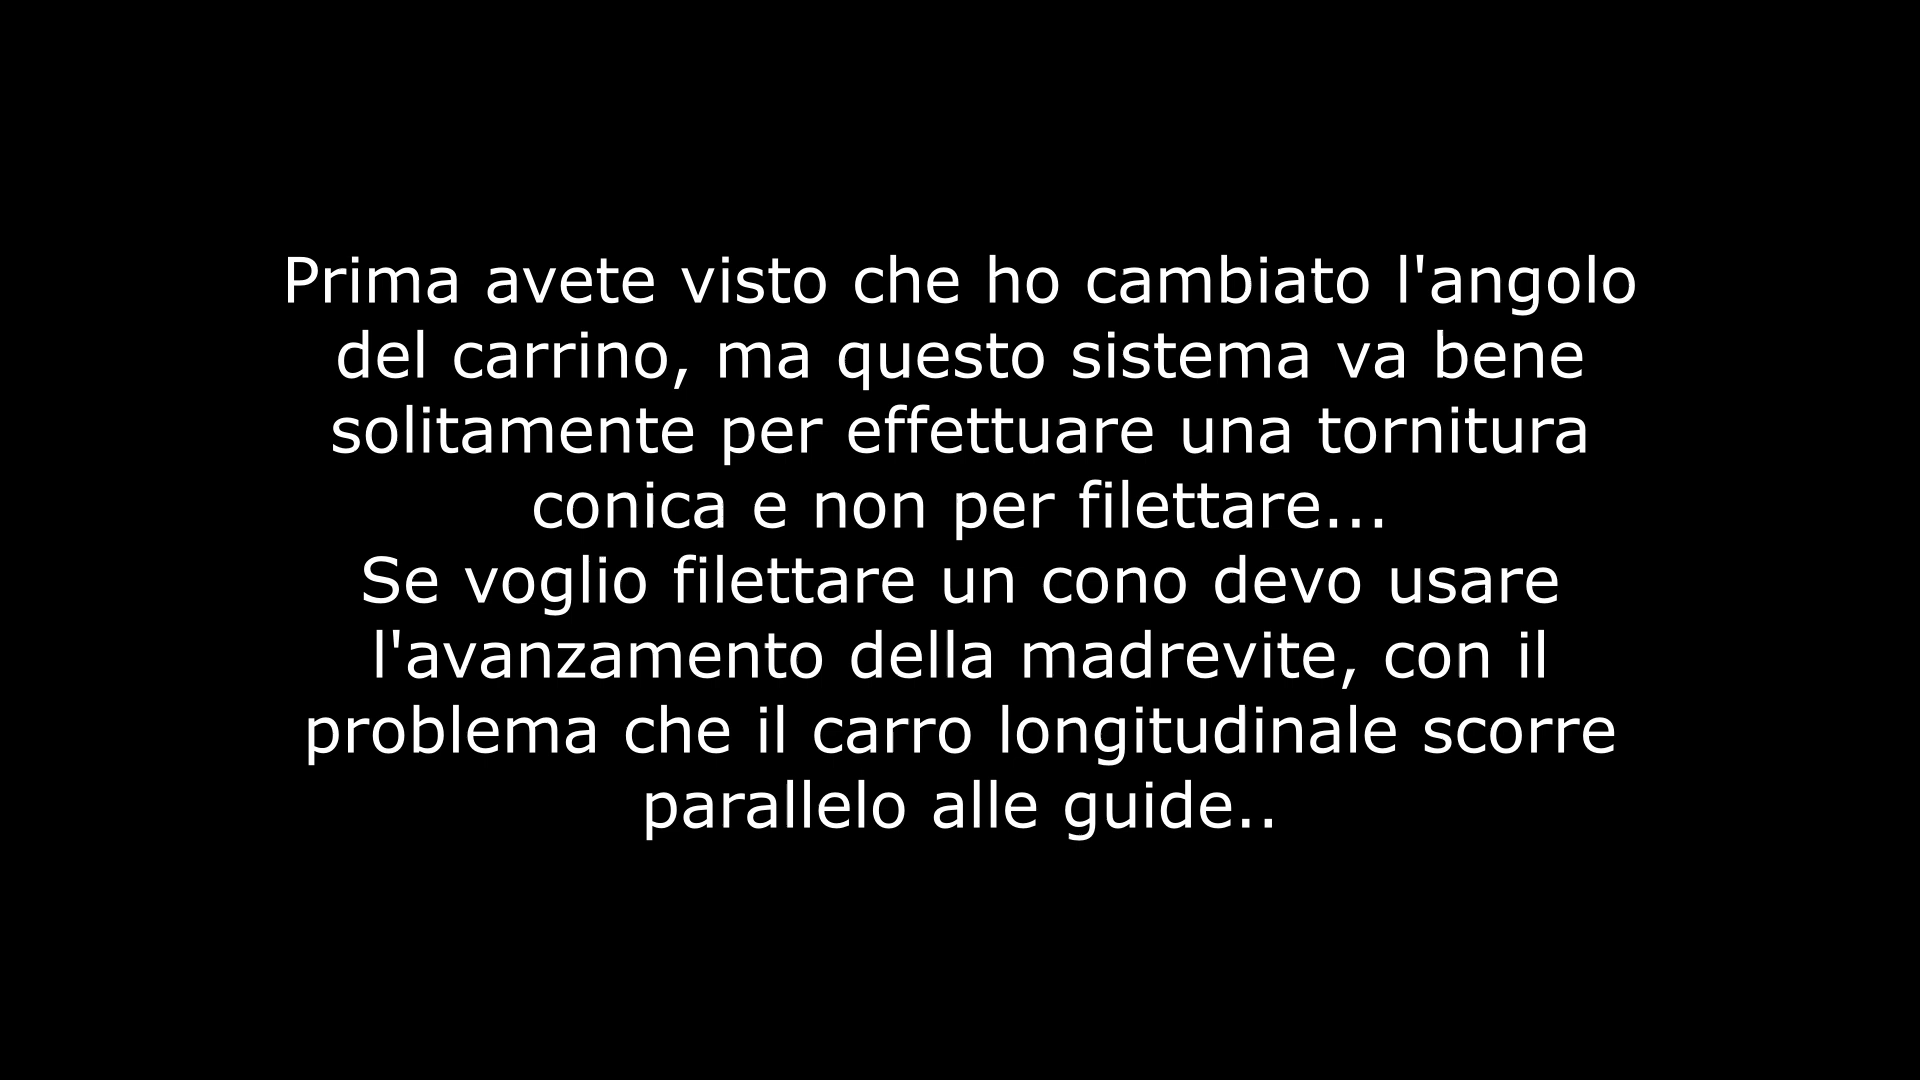 Prima avete visto che ho cambiato l'angolo
del carrino, ma questo sistema va bene
solitamente per effettuare una tornitura
conica e non per filettare...
Se voglio filettare un cono devo usare
l'avanzamento della madrevite, con il
problema che il carro longitudinale scorre
parallelo alle guide..